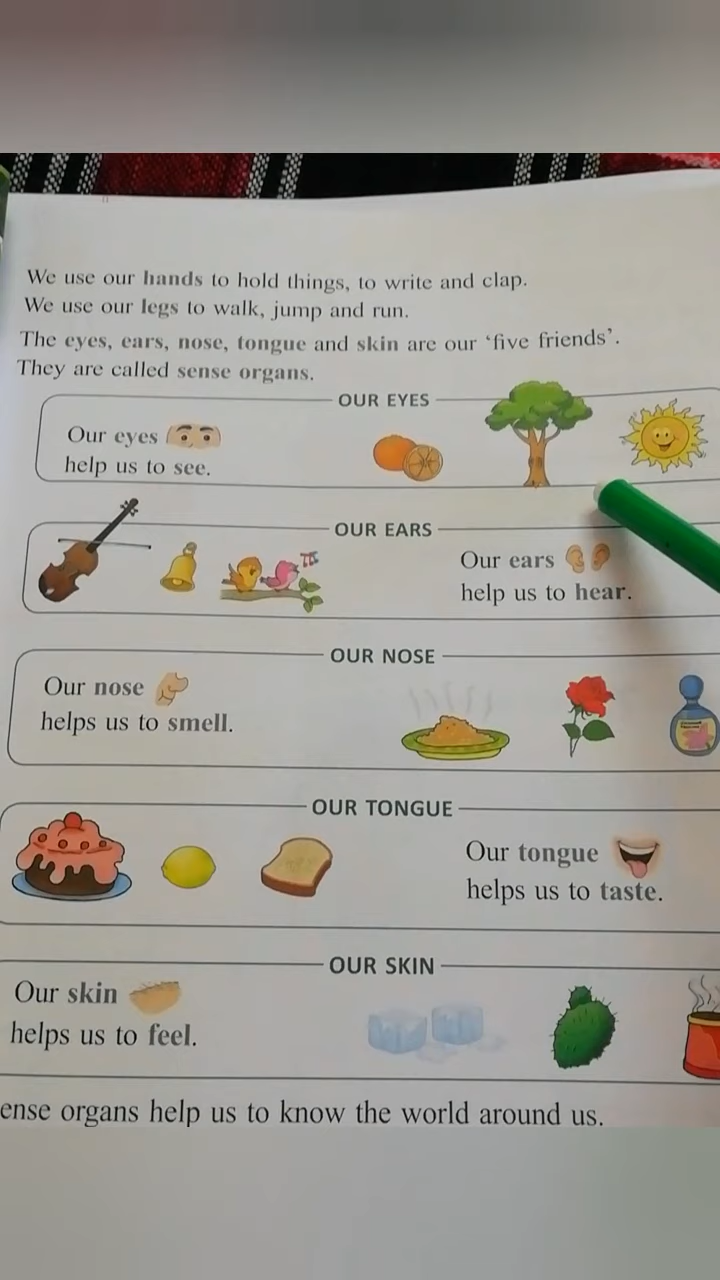 We use our hands to hold things, to write and clap.
We use our legs to walk, jump and run.
The eyes, ears, nose, tongue and skin are our ‘five friends’.
They are called sense organs.
OUR EYES
Our eyes
help us to see.
OUR EARS
Our ears
help us to hear.
OUR NOSE
Our nose
helps us to smell.
OUR TONGUE
Our tongue
helps us to taste.
OUR SKIN
Our skin
helps us to feel.
ense organs help us to know the world around us.